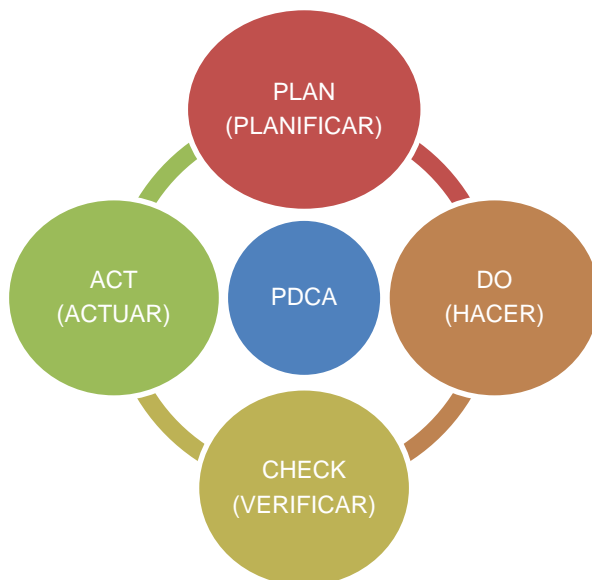 PLAN
(PLANIFICAR)
ACT
(ACTUAR)
PDCA
DO
(HACER)
CHECK
(VERIFICAR)